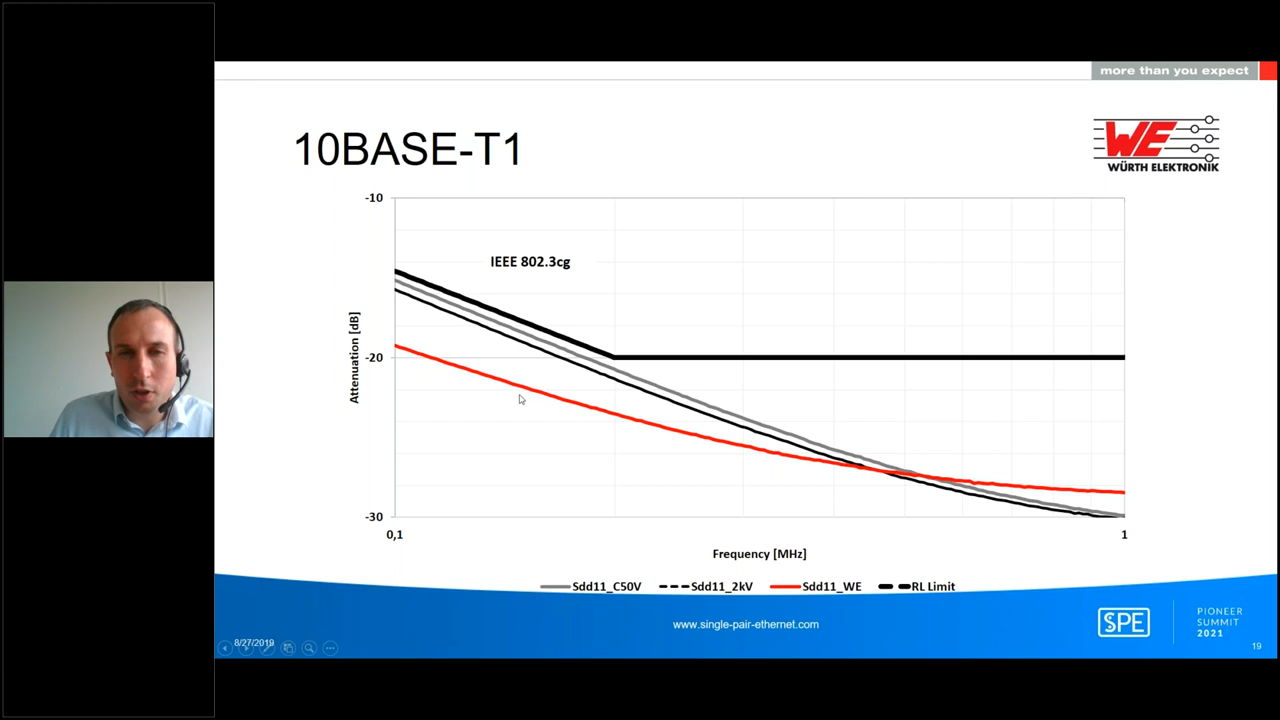 more than you expect
10BASE-T1
WE
WÜRTH ELEKTRONIK
-10
IEEE 802.3cg
Attenuation [dB]
-20
-30
0,1
1
Frequency [MHz]
Sdd11_C50V Sdd11_2kV Sdd11_WE RL Limit
www.single-pair-ethernet.com
SPE
PIONEER
SUMMIT
2021
8/27/2019
19